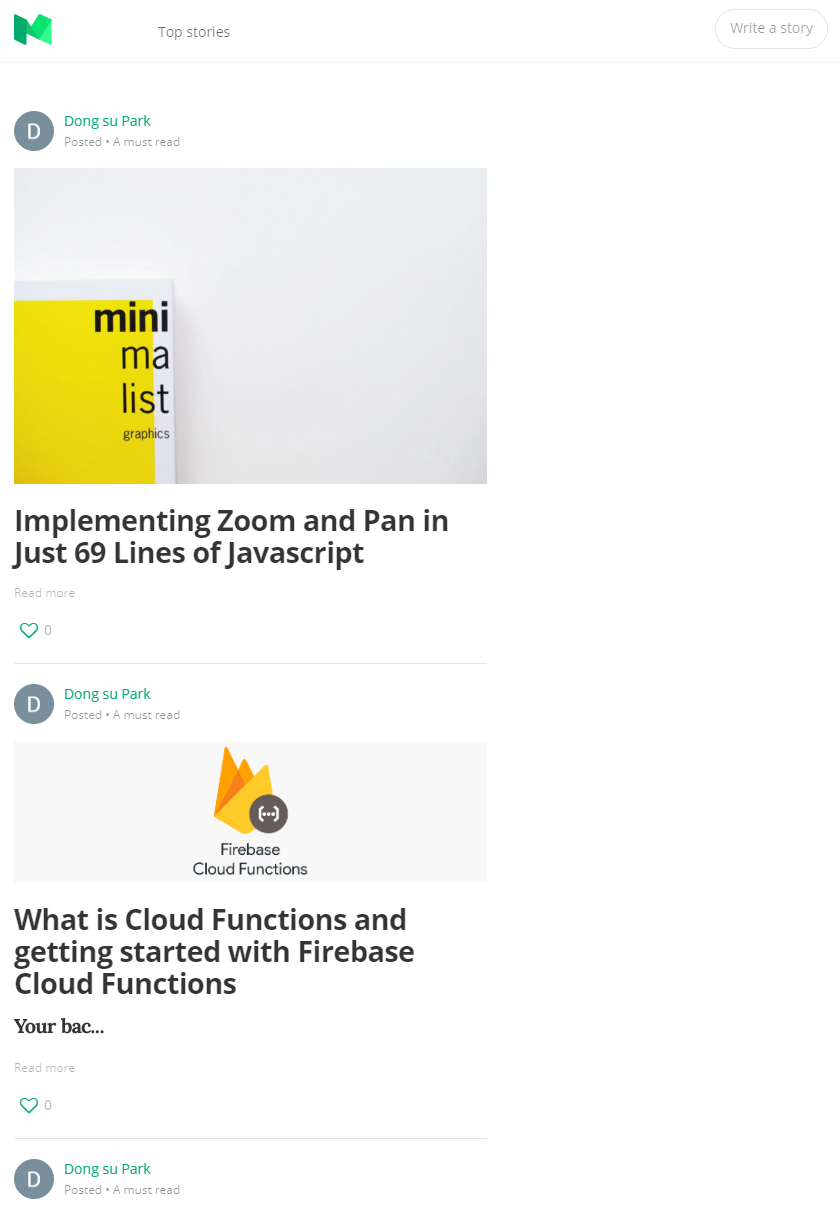 Top stories
Write a story
D
Dong su Park
Posted • A must read
mini
ma
list
graphics
Implementing Zoom and Pan in
Just 69 Lines of Javascript
Read more
0
D
Dong su Park
Posted • A must read
Firebase
Cloud Functions
What is Cloud Functions and
getting started with Firebase
Cloud Functions
Your bac...
Read more
0
D
Dong su Park
Posted • A must read